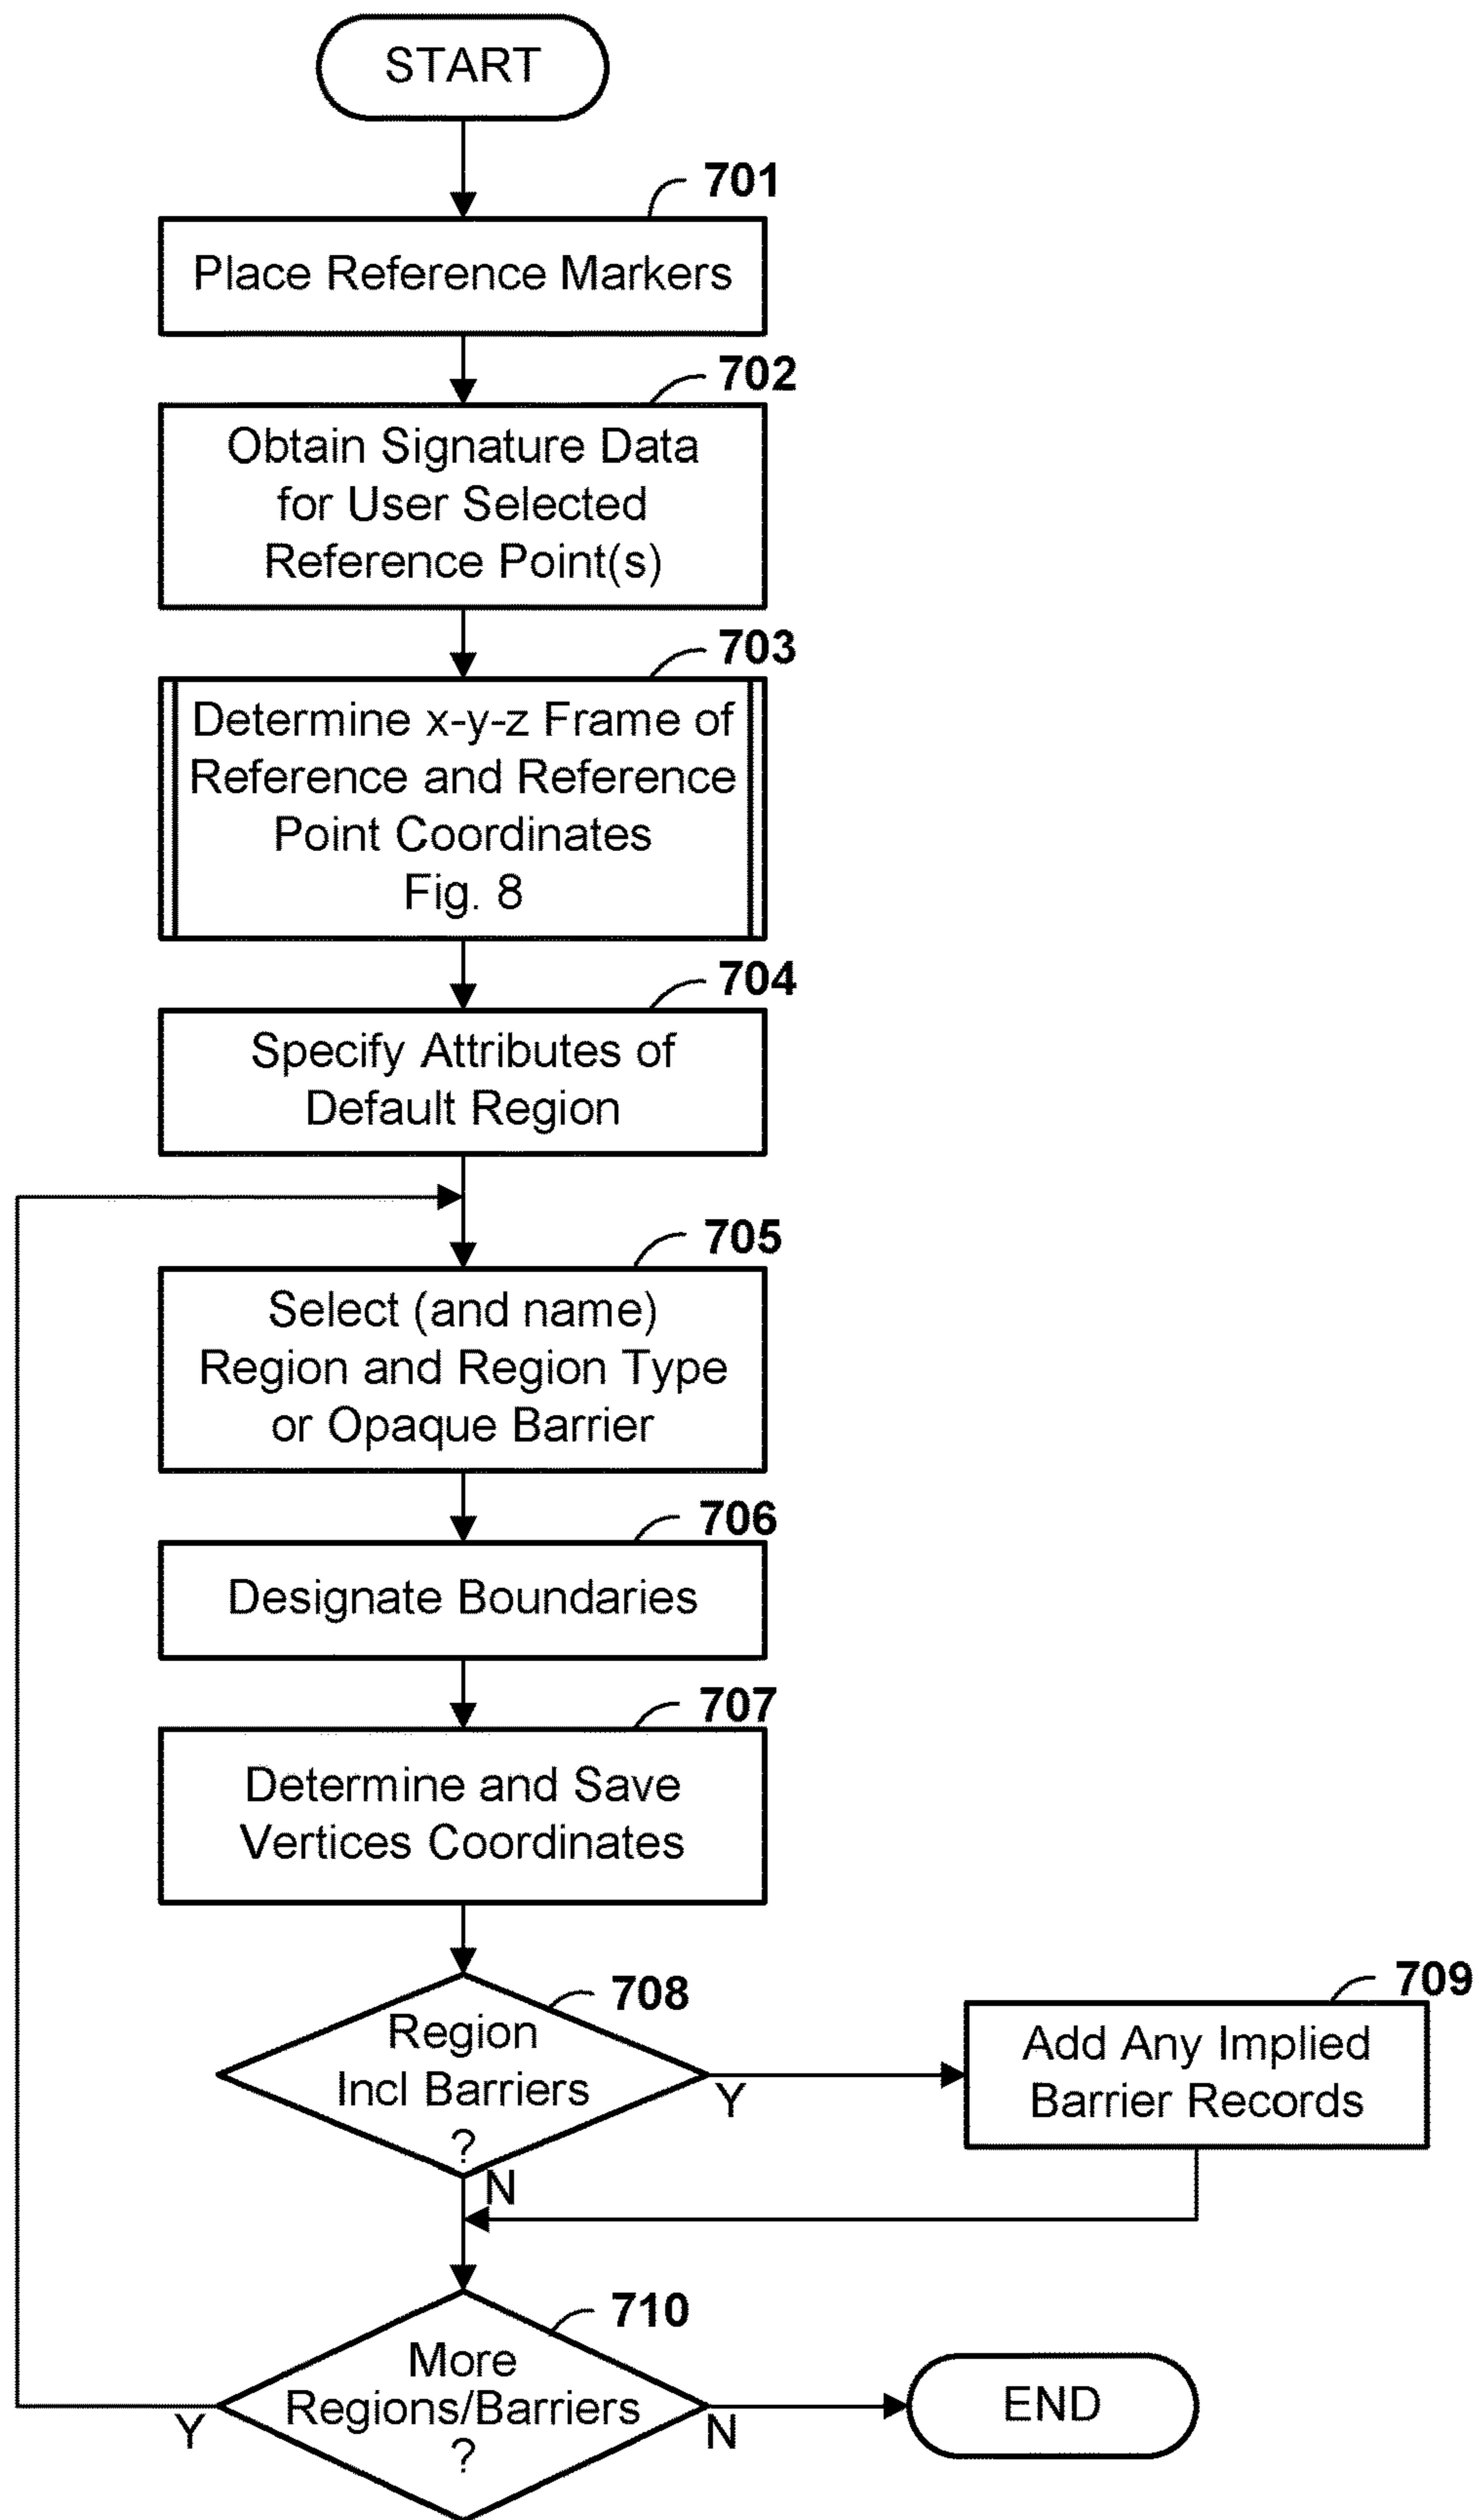 START
701
Place Reference Markers
702
Obtain Signature Data
for User Selected
Reference Point(s)
703
Determine x-y-z Frame of
Reference and Reference
Point Coordinates
Fig. 8
704
Specify Attributes of
Default Region
705
Select (and name)
Region and Region Type
or Opaque Barrier
706
Designate Boundaries
707
Determine and Save
Vertices Coordinates
708
Region
Incl Barriers
?
Y
N
709
Add Any Implied
Barrier Records
710
More
Regions/Barriers
?
Y
N
END